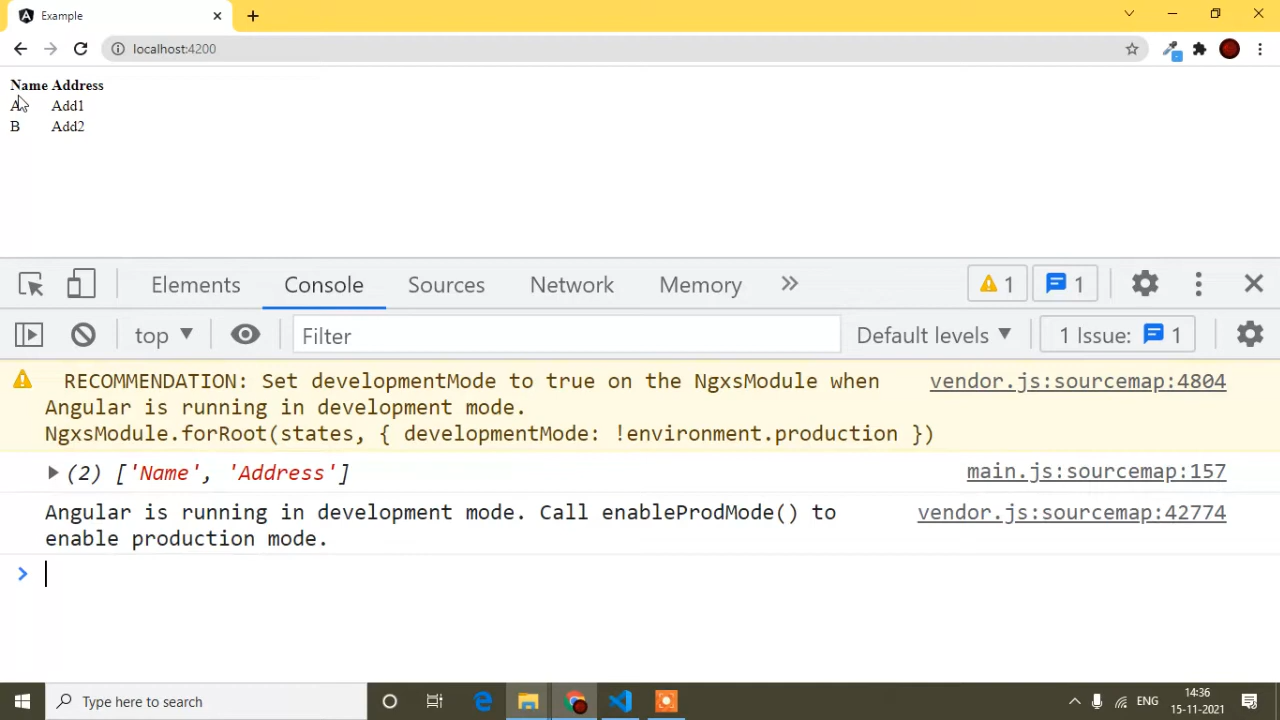 Example
localhost:4200
Name Address
A Add1
B Add2
Elements Console Sources Network Memory 1 1
top Filter Default levels 1 Issue: 1
RECOMMENDATION: Set developmentMode to true on the NgxsModule when vendor.js:sourcemap:4804
Angular is running in development mode.
NgxsModule.forRoot(states, { developmentMode: !environment.production })
(2) ['Name', 'Address'] main.js:sourcemap:157
Angular is running in development mode. Call enableProdMode() to vendor.js:sourcemap:42774
enable production mode.
Type here to search ENG 14:36
15-11-2021